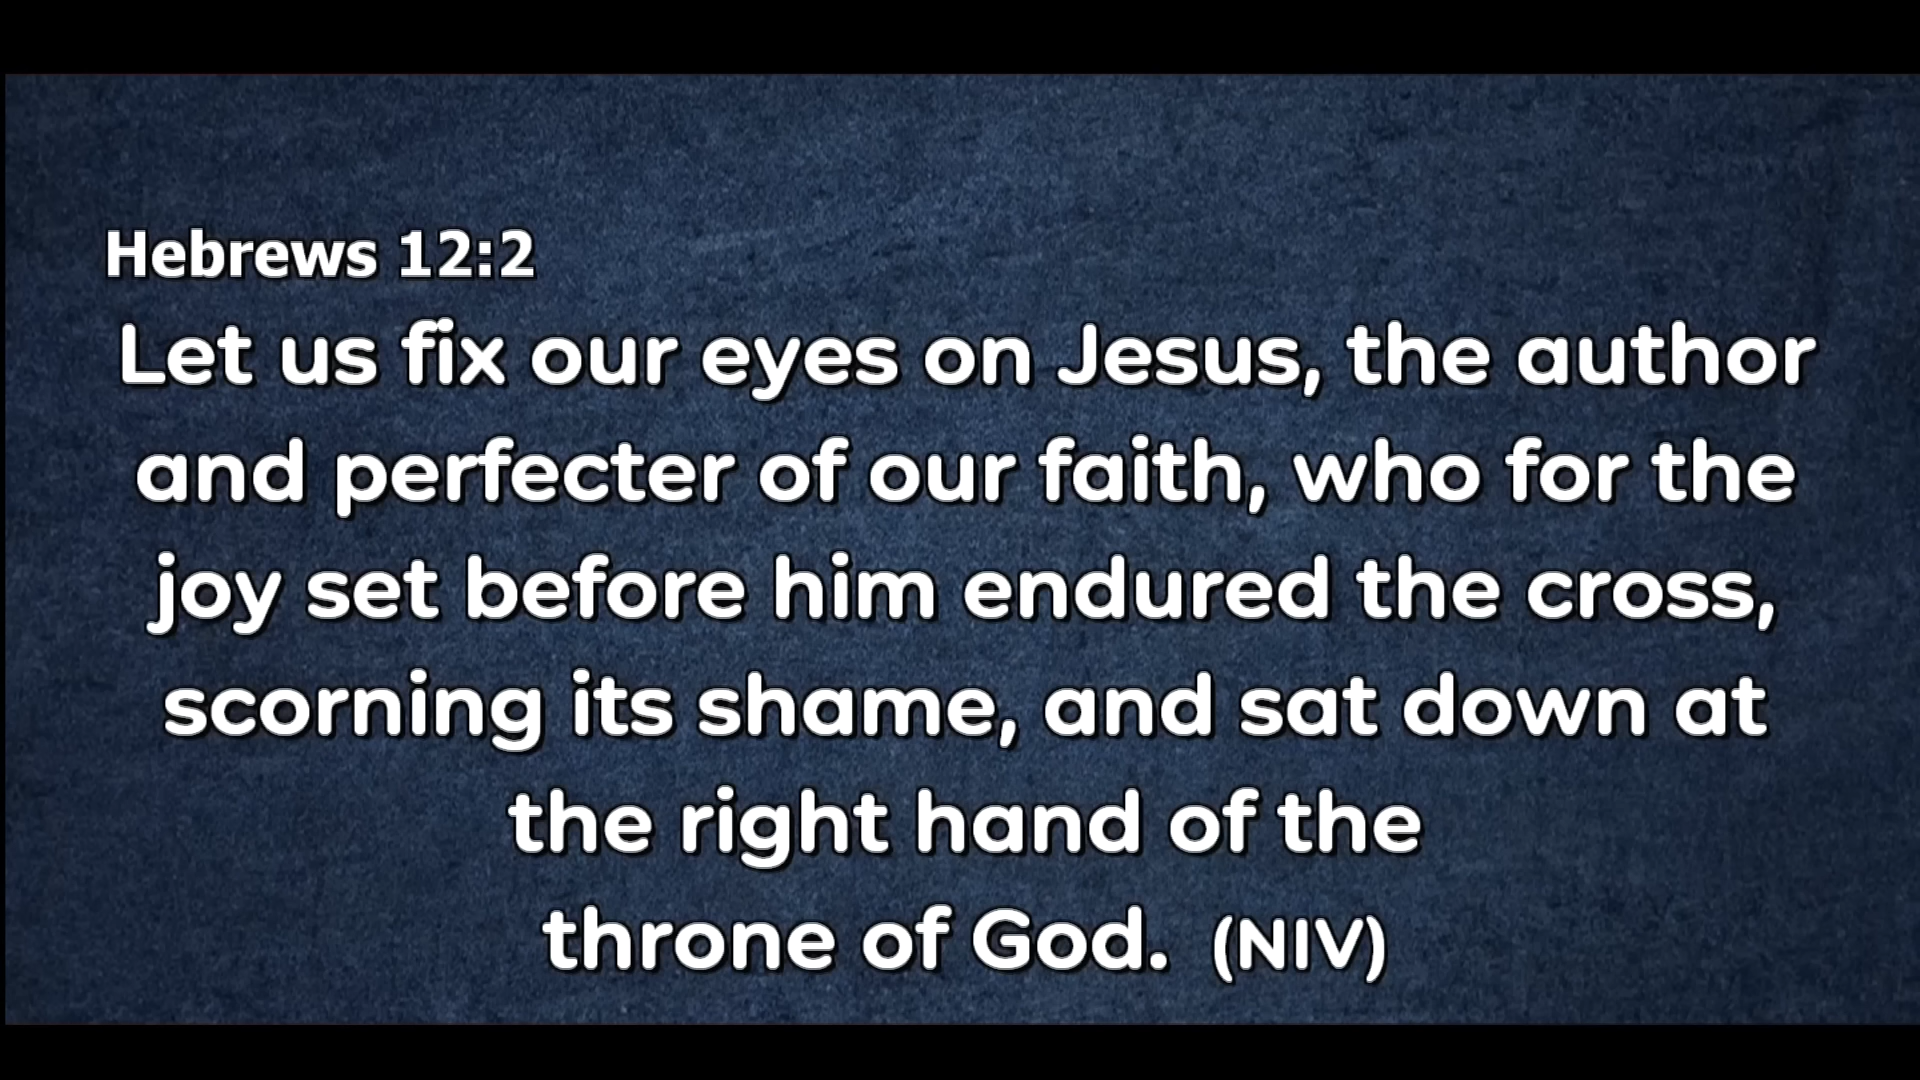 Hebrews 12:2
Let us fix our eyes on Jesus, the author
and perfecter of our faith, who for the
joy set before him endured the cross,
scorning its shame, and sat down at
the right hand of the
throne of God. (NIV)